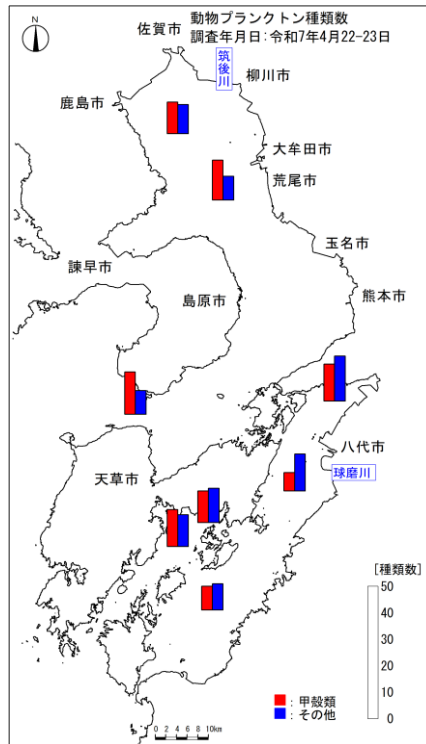 動物プランクトン種類数
調査年月日:令和7年4月22-23日
N
佐賀市
筑後川
柳川市
鹿島市
大牟田市
荒尾市
玉名市
諫早市
島原市
熊本市
八代市
天草市
球磨川
[種類数]
50
40
30
20
10
0
:甲殻類
:その他
0 2 4 6 8 10km